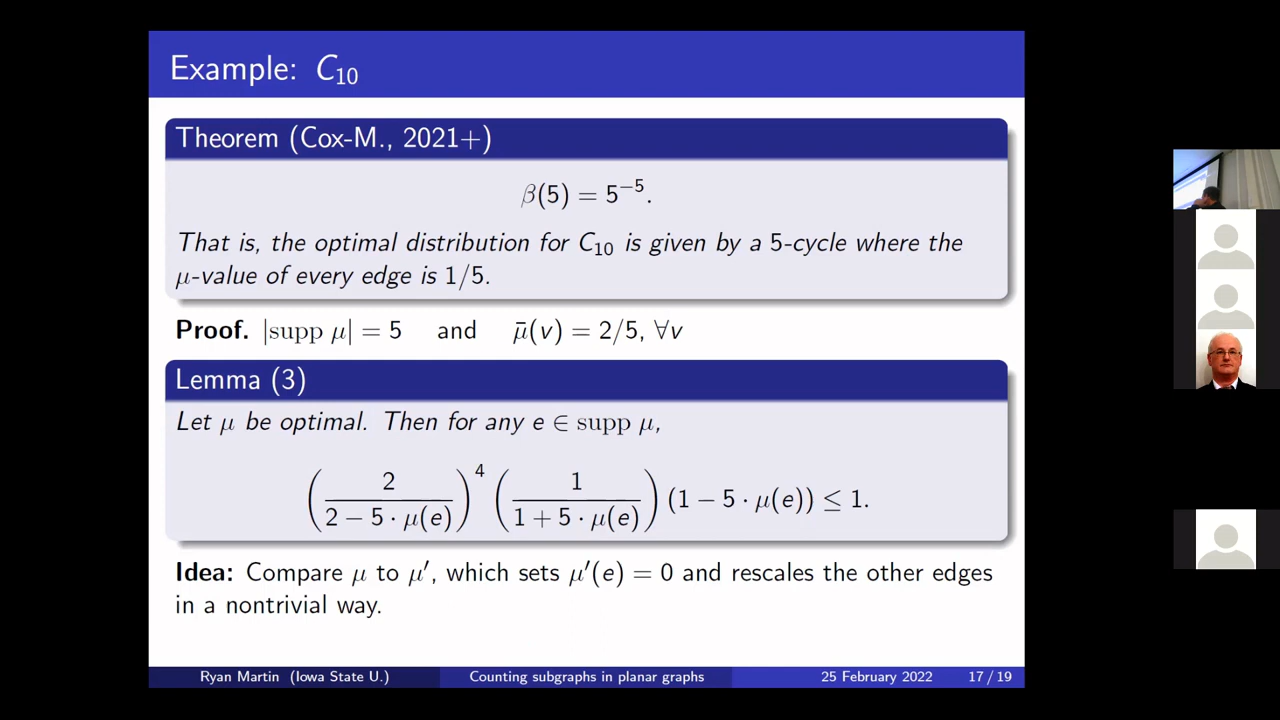 Example: C₁₀
Theorem (Cox-M., 2021+)
β(5) = 5⁻⁵.
That is, the optimal distribution for C₁₀ is given by a 5-cycle where the
μ-value of every edge is 1/5.
Proof. |supp μ| = 5 and μ̄(v) = 2/5, ∀v
Lemma (3)
Let μ be optimal. Then for any e ∈ supp μ,
(2 / (2 − 5 · μ(e)))⁴ (1 / (1 + 5 · μ(e))) (1 − 5 · μ(e)) ≤ 1.
Idea: Compare μ to μ′, which sets μ′(e) = 0 and rescales the other edges
in a nontrivial way.
Ryan Martin (Iowa State U.) Counting subgraphs in planar graphs 25 February 2022 17 / 19